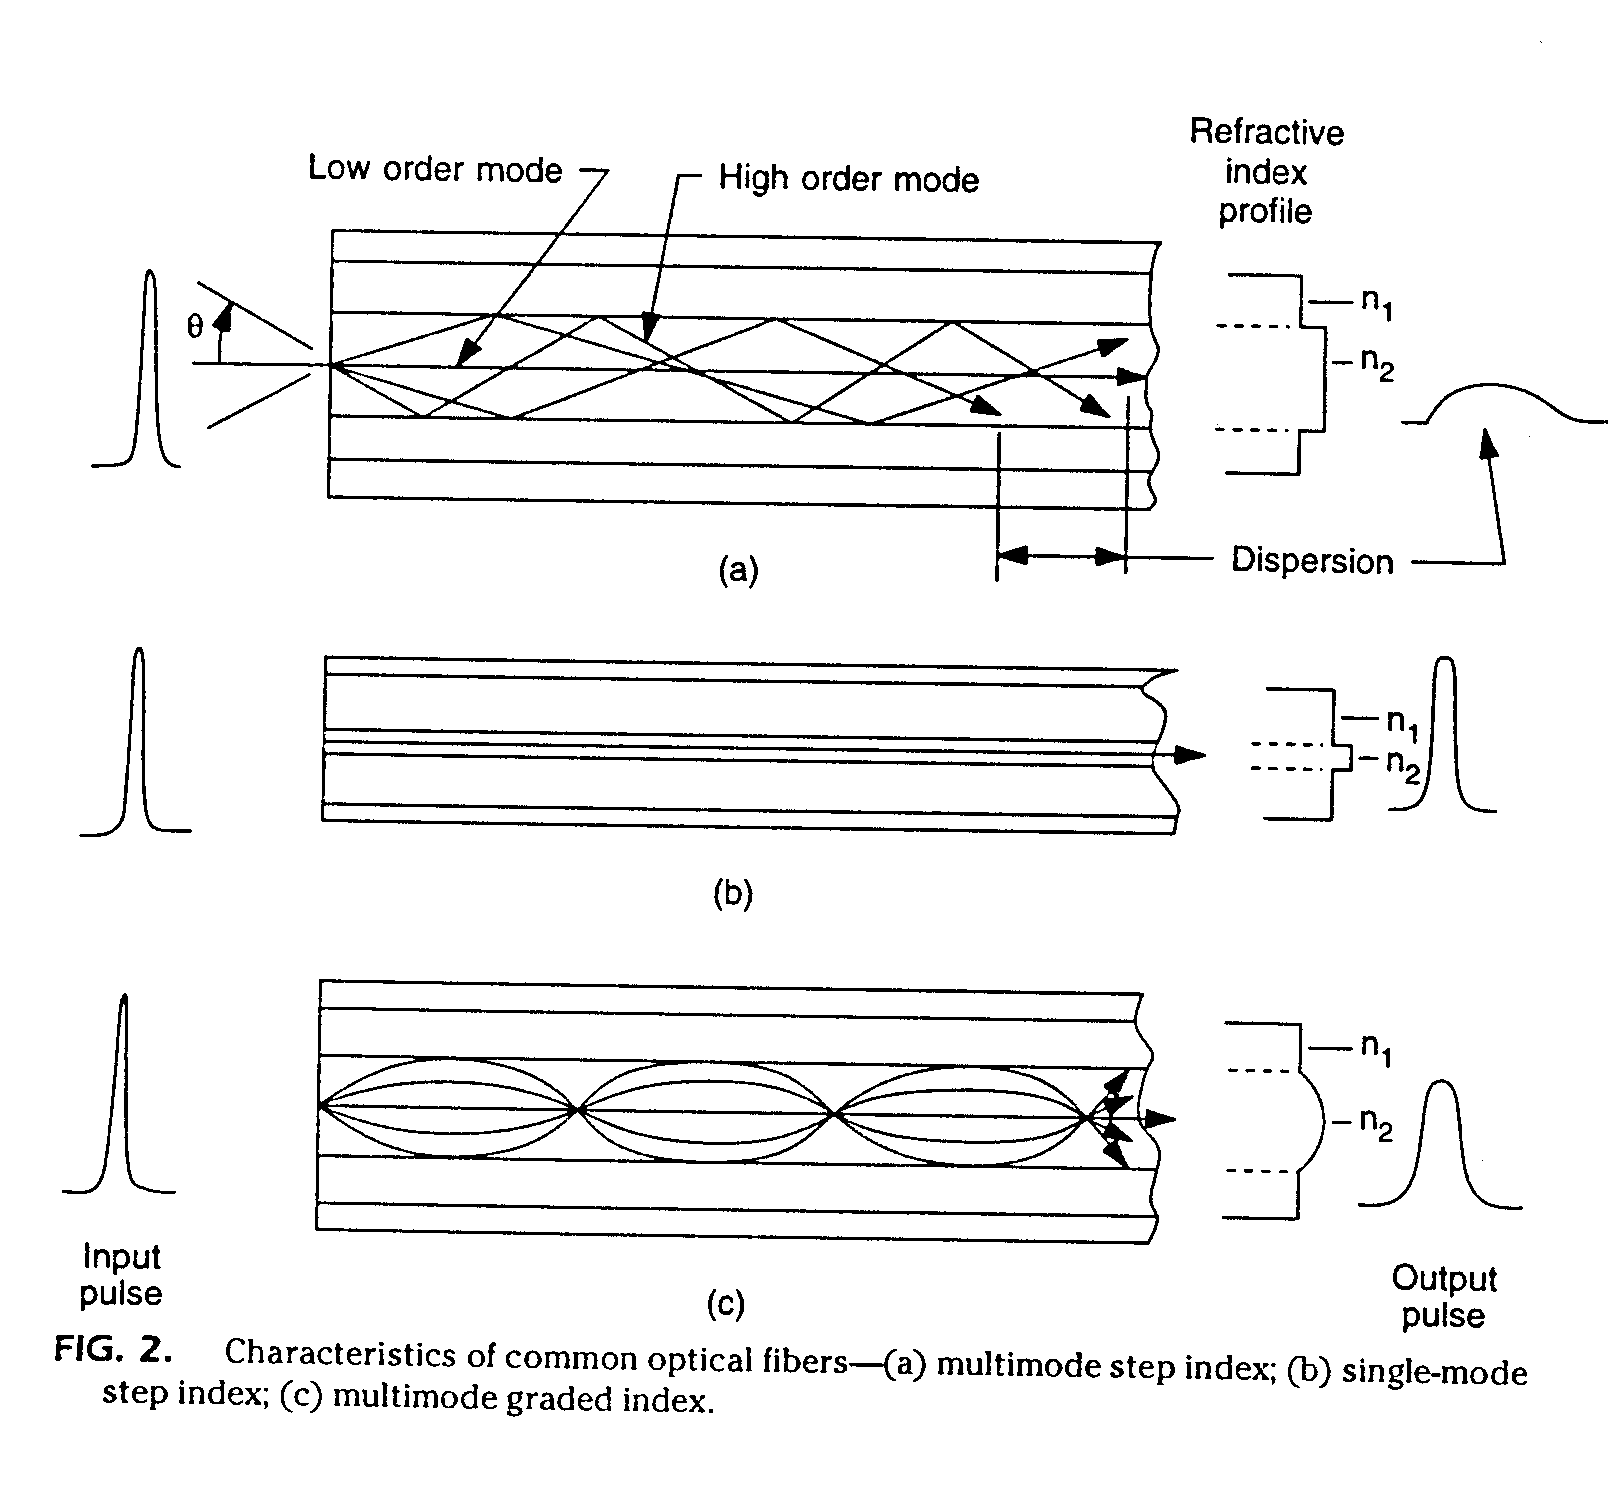 Refractive
index
profile
Low order mode
High order mode
θ
n1
n2
Dispersion
(a)
n1
n2
(b)
n1
n2
Input
pulse
(c)
Output
pulse
FIG. 2. Characteristics of common optical fibers—(a) multimode step index; (b) single-mode
step index; (c) multimode graded index.